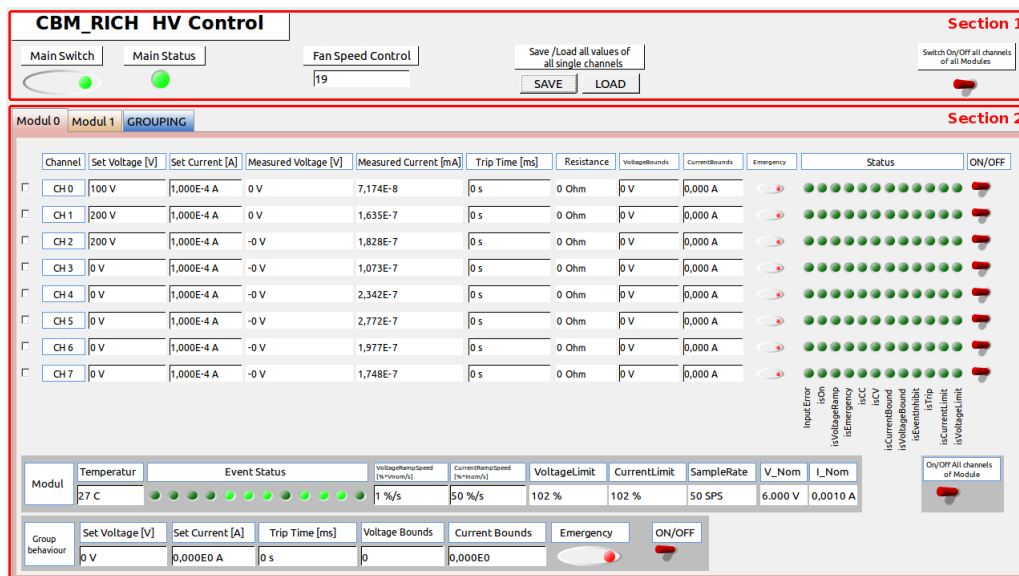 CBM_RICH HV Control
Section 1
Main Switch
Main Status
Fan Speed Control
Save /Load all values of
all single channels
Switch On/Off all channels
of all Modules
19
SAVE
LOAD
Modul 0 Modul 1 GROUPING
Section 2
Channel Set Voltage [V] Set Current [A] Measured Voltage [V] Measured Current [mA] Trip Time [ms] Resistance VoltageBounds CurrentBounds Emergency Status ON/OFF
CH 0 100 V 1,000E-4 A 0 V 7,174E-8 0 s 0 Ohm 0 V 0,000 A
CH 1 200 V 1,000E-4 A 0 V 1,635E-7 0 s 0 Ohm 0 V 0,000 A
CH 2 200 V 1,000E-4 A -0 V 1,828E-7 0 s 0 Ohm 0 V 0,000 A
CH 3 0 V 1,000E-4 A -0 V 1,073E-7 0 s 0 Ohm 0 V 0,000 A
CH 4 0 V 1,000E-4 A -0 V 2,342E-7 0 s 0 Ohm 0 V 0,000 A
CH 5 0 V 1,000E-4 A -0 V 2,772E-7 0 s 0 Ohm 0 V 0,000 A
CH 6 0 V 1,000E-4 A -0 V 1,977E-7 0 s 0 Ohm 0 V 0,000 A
CH 7 0 V 1,000E-4 A -0 V 1,748E-7 0 s 0 Ohm 0 V 0,000 A
Input Error
isOn
isVoltageRamp
isEmergency
isCC
isCV
isCurrentBound
isVoltageBound
isEventInhibit
isTrip
isCurrentLimit
isVoltageLimit
Modul
Temperatur Event Status VoltageRampSpeed [%*Vnom/s] CurrentRampSpeed [%*Inom/s] VoltageLimit CurrentLimit SampleRate V_Nom I_Nom
27 C 1 %/s 50 %/s 102 % 102 % 50 SPS 6.000 V 0,0010 A
On/Off All channels
of Module
Group
behaviour
Set Voltage [V] Set Current [A] Trip Time [ms] Voltage Bounds Current Bounds Emergency ON/OFF
0 V 0,000E0 A 0 s 0 0,000E0